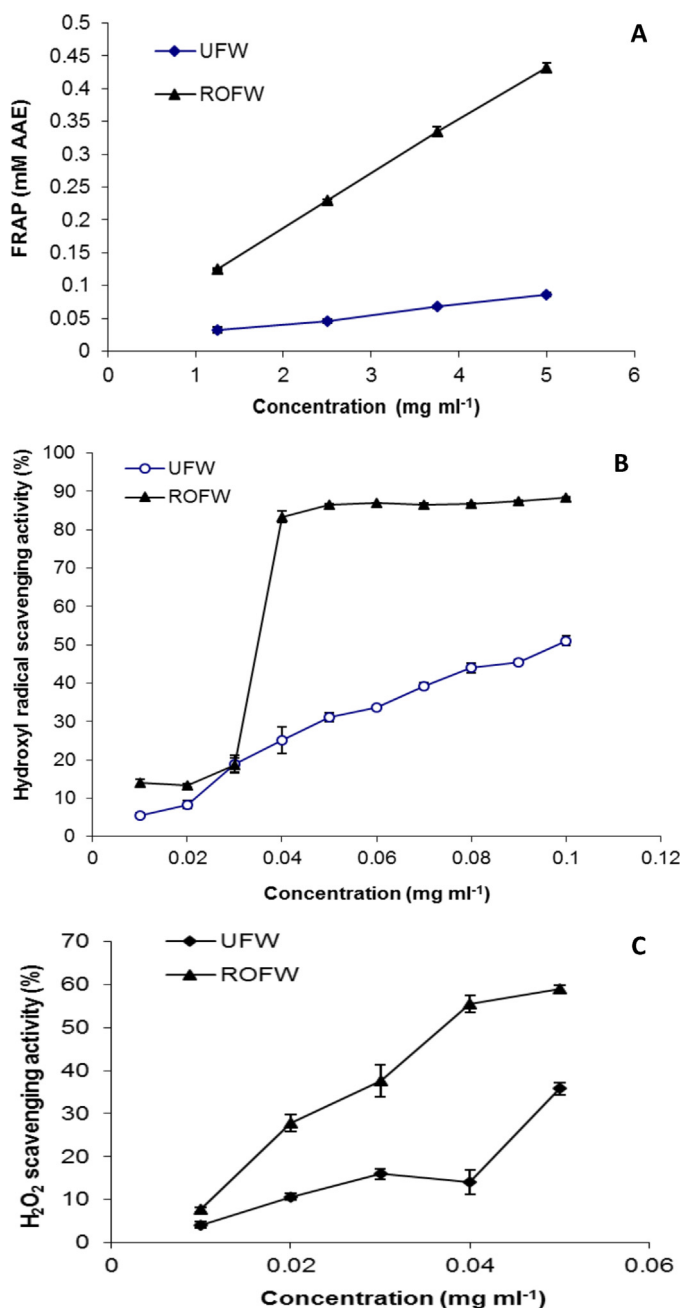 A
UFW
ROFW
FRAP (mM AAE)
0.5
0.45
0.4
0.35
0.3
0.25
0.2
0.15
0.1
0.05
0
0 1 2 3 4 5 6
Concentration (mg ml⁻¹)
B
UFW
ROFW
Hydroxyl radical scavenging activity (%)
100
90
80
70
60
50
40
30
20
10
0
0 0.02 0.04 0.06 0.08 0.1 0.12
Concentration (mg ml⁻¹)
C
UFW
ROFW
H₂O₂ scavenging activity (%)
70
60
50
40
30
20
10
0
0 0.02 0.04 0.06
Concentration (mg ml⁻¹)